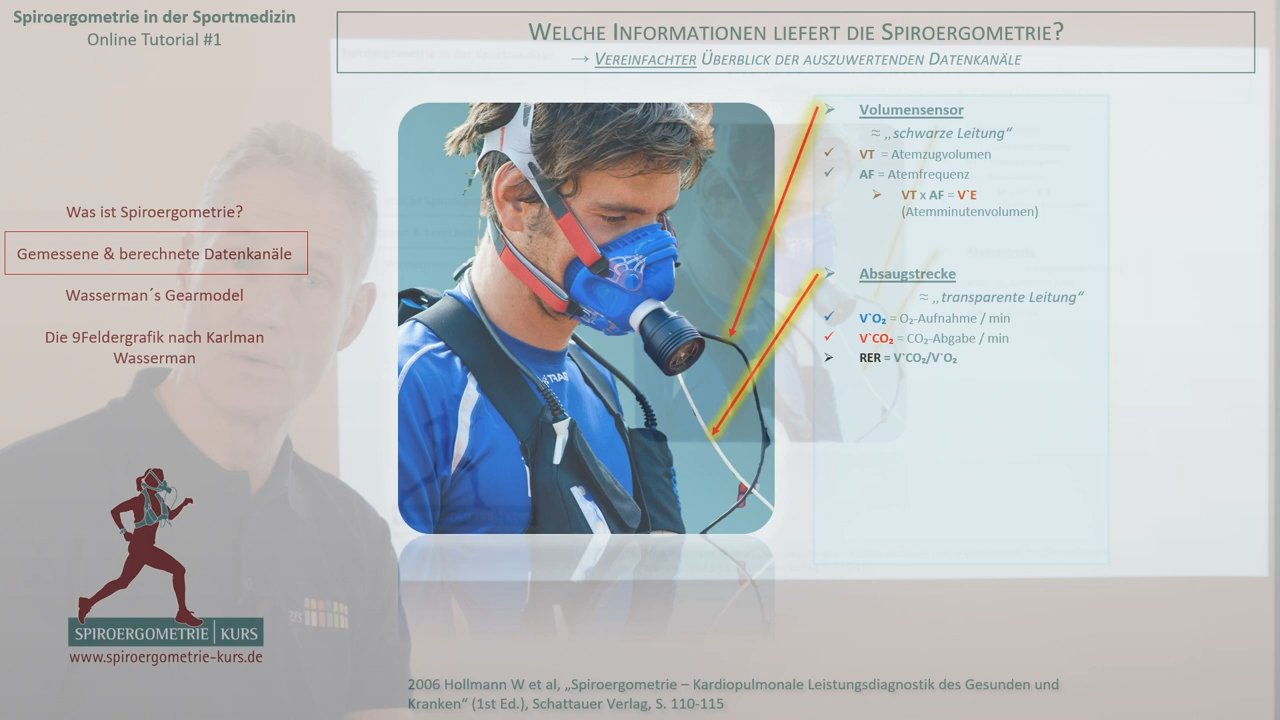 Spiroergometrie in der Sportmedizin
Online Tutorial #1
WELCHE INFORMATIONEN LIEFERT DIE SPIROERGOMETRIE?
→ VEREINFACHTER ÜBERBLICK DER AUSZUWERTENDEN DATENKANÄLE
Was ist Spiroergometrie?
Gemessene & berechnete Datenkanäle
Wasserman´s Gearmodel
Die 9Feldergrafik nach Karlman
Wasserman
Volumensensor
≈ „schwarze Leitung“
VT = Atemzugvolumen
AF = Atemfrequenz
VT x AF = V`E
(Atemminutenvolumen)
Absaugstrecke
≈ „transparente Leitung“
V`O₂ = O₂-Aufnahme / min
V`CO₂ = CO₂-Abgabe / min
RER = V`CO₂/V`O₂
SPIROERGOMETRIE | KURS
www.spiroergometrie-kurs.de
2006 Hollmann W et al, „Spiroergometrie – Kardiopulmonale Leistungsdiagnostik des Gesunden und
Kranken“ (1st Ed.), Schattauer Verlag, S. 110-115